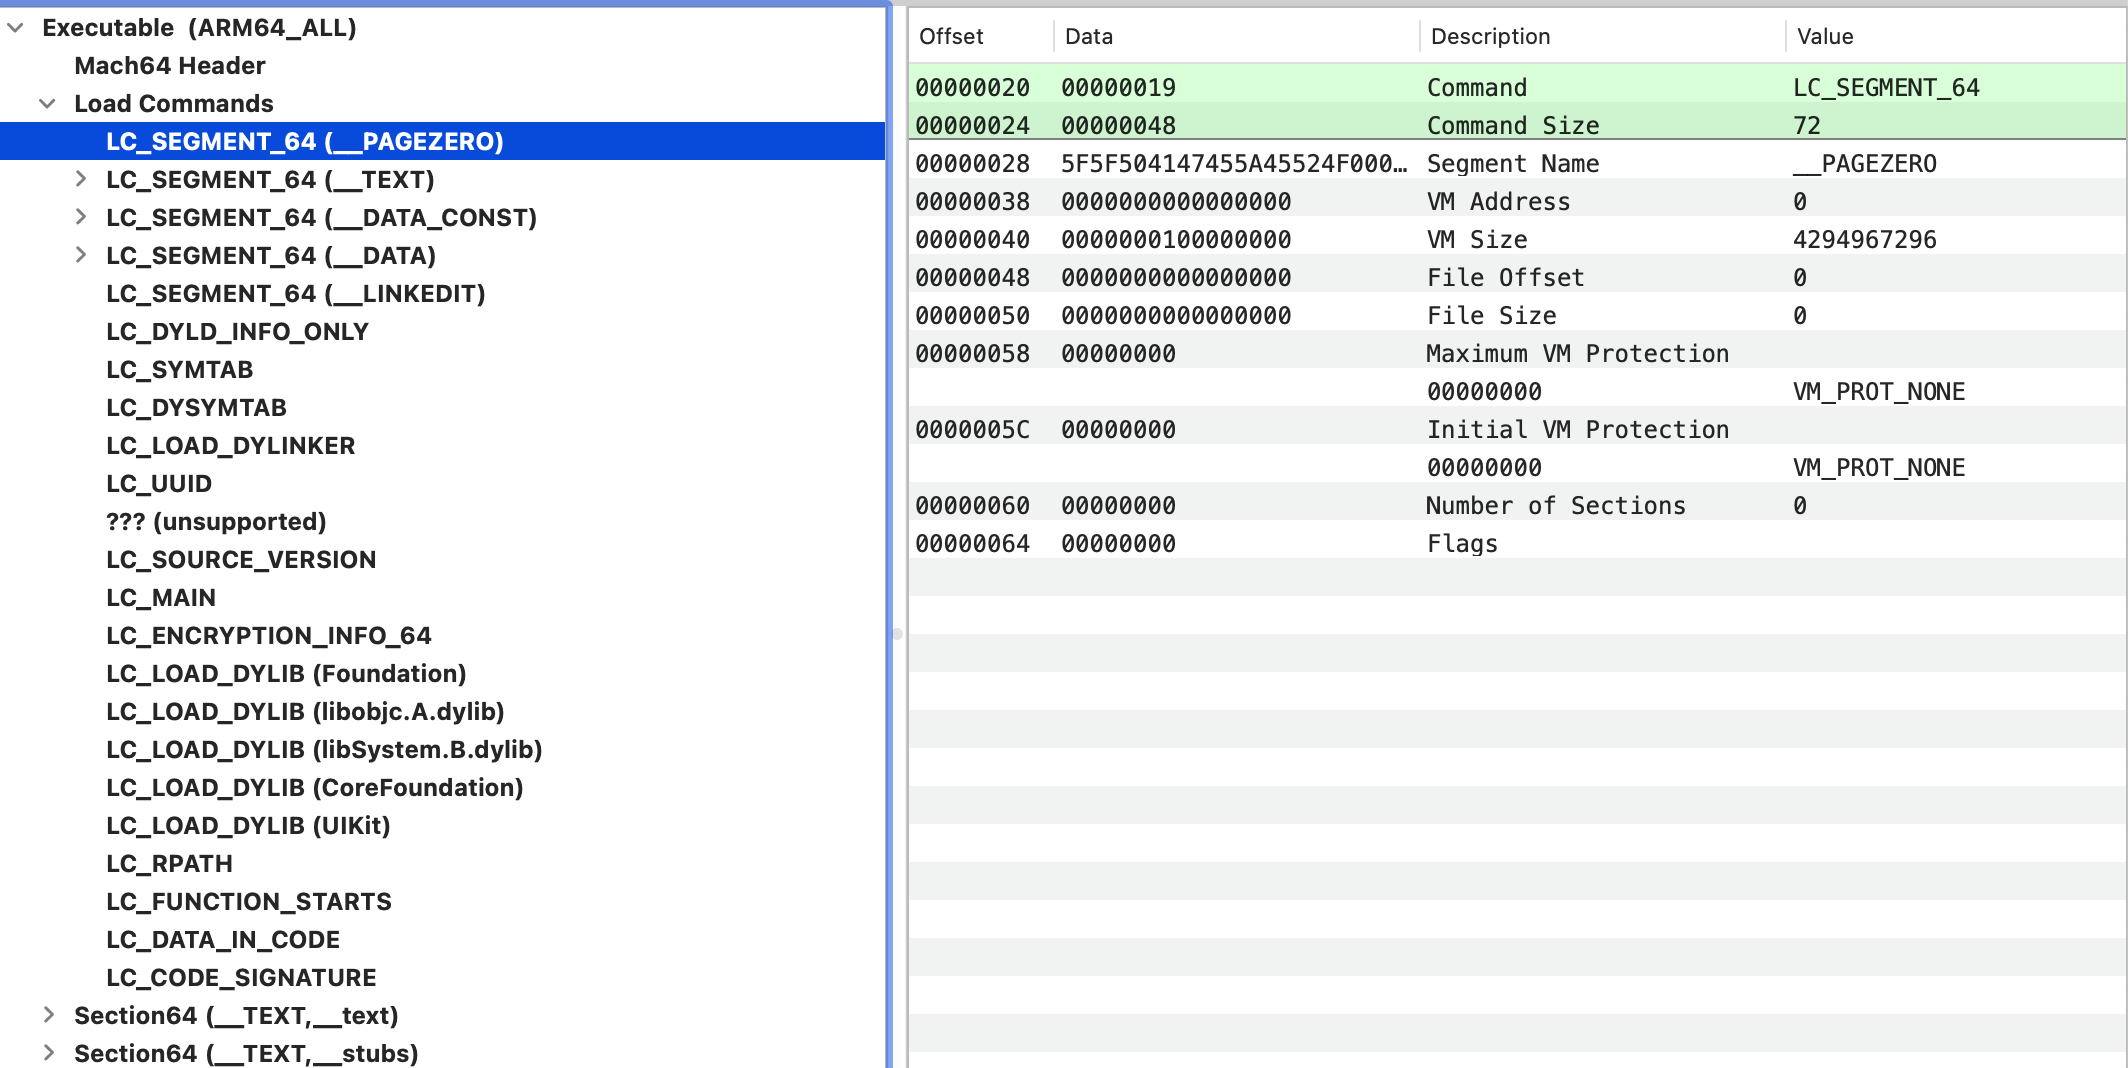 Executable (ARM64_ALL)
Mach64 Header
Load Commands
LC_SEGMENT_64 (__PAGEZERO)
LC_SEGMENT_64 (__TEXT)
LC_SEGMENT_64 (__DATA_CONST)
LC_SEGMENT_64 (__DATA)
LC_SEGMENT_64 (__LINKEDIT)
LC_DYLD_INFO_ONLY
LC_SYMTAB
LC_DYSYMTAB
LC_LOAD_DYLINKER
LC_UUID
??? (unsupported)
LC_SOURCE_VERSION
LC_MAIN
LC_ENCRYPTION_INFO_64
LC_LOAD_DYLIB (Foundation)
LC_LOAD_DYLIB (libobjc.A.dylib)
LC_LOAD_DYLIB (libSystem.B.dylib)
LC_LOAD_DYLIB (CoreFoundation)
LC_LOAD_DYLIB (UIKit)
LC_RPATH
LC_FUNCTION_STARTS
LC_DATA_IN_CODE
LC_CODE_SIGNATURE
Section64 (__TEXT,__text)
Section64 (__TEXT,__stubs)
Offset Data Description Value
00000020 00000019 Command LC_SEGMENT_64
00000024 00000048 Command Size 72
00000028 5F5F504147455A45524F000… Segment Name __PAGEZERO
00000038 0000000000000000 VM Address 0
00000040 0000000100000000 VM Size 4294967296
00000048 0000000000000000 File Offset 0
00000050 0000000000000000 File Size 0
00000058 00000000 Maximum VM Protection
00000000 VM_PROT_NONE
0000005C 00000000 Initial VM Protection
00000000 VM_PROT_NONE
00000060 00000000 Number of Sections 0
00000064 00000000 Flags